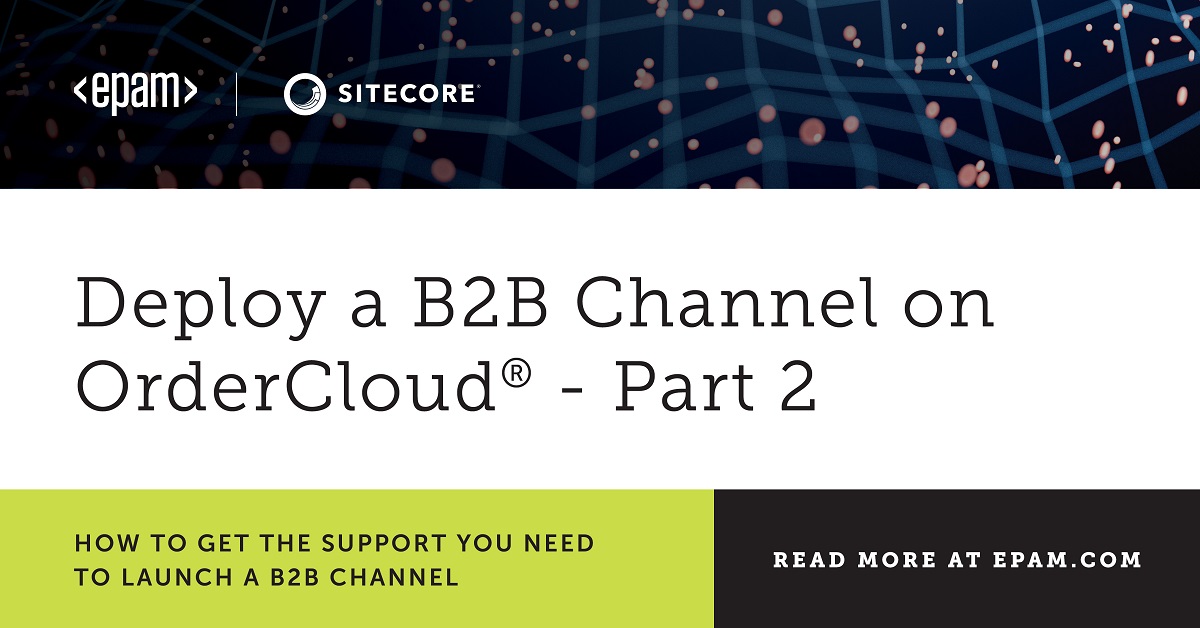 <epam>
SITECORE®
Deploy a B2B Channel on
OrderCloud® - Part 2
HOW TO GET THE SUPPORT YOU NEED
TO LAUNCH A B2B CHANNEL
READ MORE AT EPAM.COM